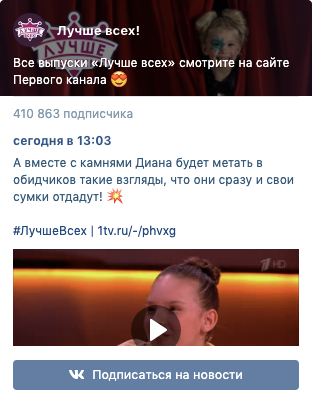 Лучше всех!
ЛУЧШЕ
Все выпуски «Лучше всех» смотрите на сайте
Первого канала 😍
410 863 подписчика
сегодня в 13:03
А вместе с камнями Диана будет метать в
обидчиков такие взгляды, что они сразу и свои
сумки отдадут! 💥
#ЛучшеВсех | 1tv.ru/-/phvxg
HD
Подписаться на новости